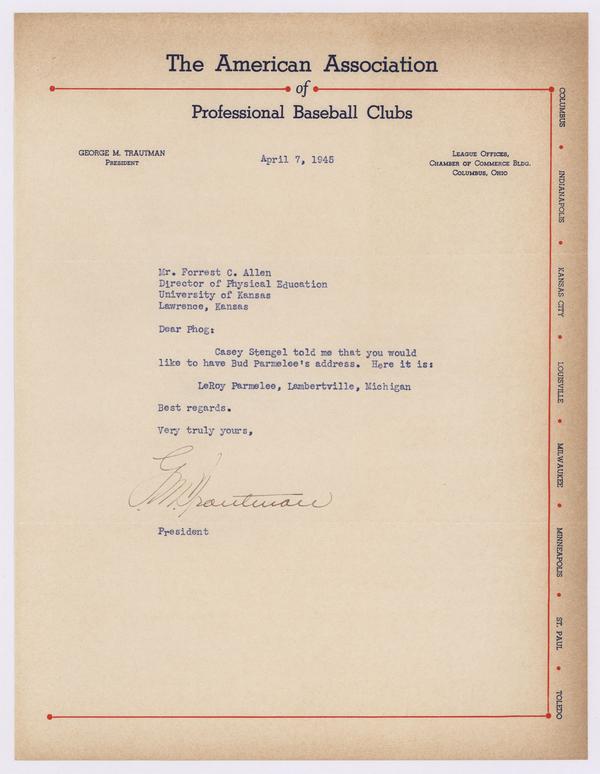 The American Association
of
Professional Baseball Clubs
GEORGE M. TRAUTMAN
PRESIDENT
April 7, 1945
LEAGUE OFFICES,
CHAMBER OF COMMERCE BLDG.
COLUMBUS, OHIO
Mr. Forrest C. Allen
Director of Physical Education
University of Kansas
Lawrence, Kansas
Dear Phog:
Casey Stengel told me that you would
like to have Bud Parmelee's address. Here it is:
LeRoy Parmelee, Lambertville, Michigan
Best regards.
Very truly yours,
G.M. Trautman
President
COLUMBUS • INDIANAPOLIS • KANSAS CITY • LOUISVILLE • MILWAUKEE • MINNEAPOLIS • ST. PAUL • TOLEDO